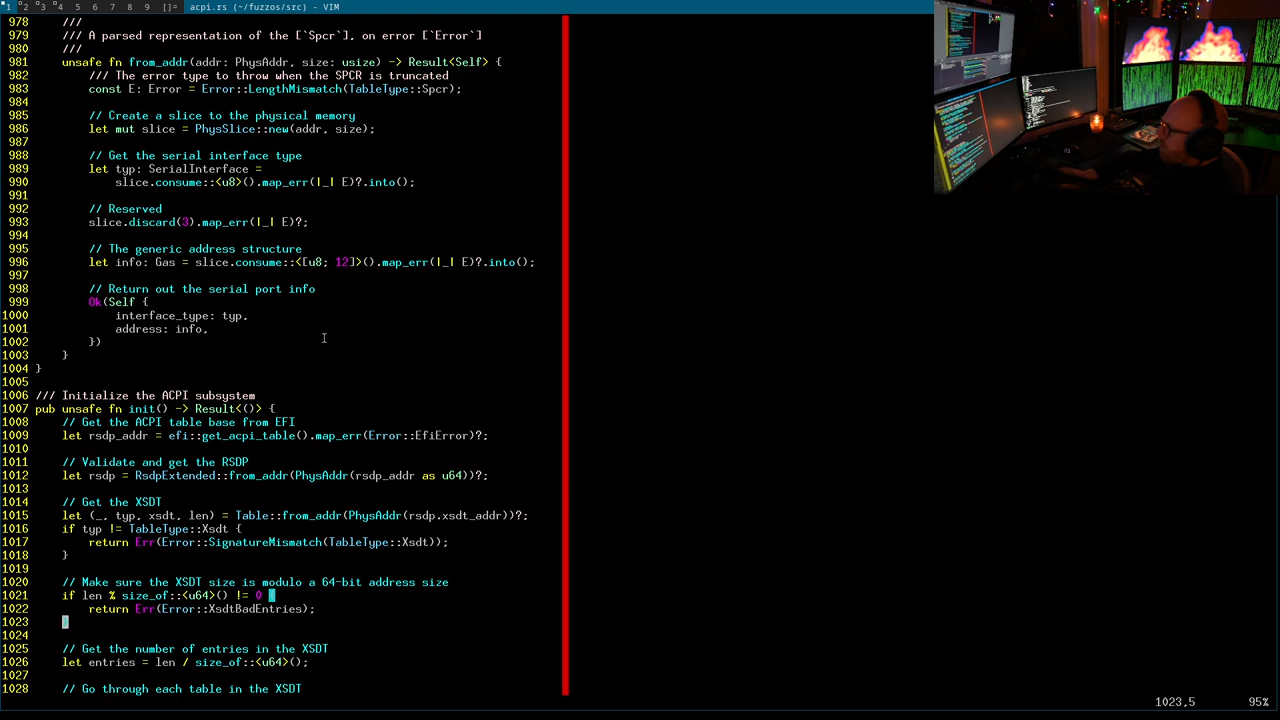 1 2 3 4 5 6 7 8 9 []= acpi.rs (~/fuzzos/src) - VIM
978 ///
979 /// A parsed representation of the [`Spcr`], on error [`Error`]
980 ///
981 unsafe fn from_addr(addr: PhysAddr, size: usize) -> Result<Self> {
982 /// The error type to throw when the SPCR is truncated
983 const E: Error = Error::LengthMismatch(TableType::Spcr);
984
985 // Create a slice to the physical memory
986 let mut slice = PhysSlice::new(addr, size);
987
988 // Get the serial interface type
989 let typ: SerialInterface =
990 slice.consume::<u8>().map_err(|_| E)?.into();
991
992 // Reserved
993 slice.discard(3).map_err(|_| E)?;
994
995 // The generic address structure
996 let info: Gas = slice.consume::<[u8; 12]>().map_err(|_| E)?.into();
997
998 // Return out the serial port info
999 Ok(Self {
1000 interface_type: typ,
1001 address: info,
1002 })
1003 }
1004 }
1005
1006 /// Initialize the ACPI subsystem
1007 pub unsafe fn init() -> Result<()> {
1008 // Get the ACPI table base from EFI
1009 let rsdp_addr = efi::get_acpi_table().map_err(Error::EfiError)?;
1010
1011 // Validate and get the RSDP
1012 let rsdp = RsdpExtended::from_addr(PhysAddr(rsdp_addr as u64))?;
1013
1014 // Get the XSDT
1015 let (_, typ, xsdt, len) = Table::from_addr(PhysAddr(rsdp.xsdt_addr))?;
1016 if typ != TableType::Xsdt {
1017 return Err(Error::SignatureMismatch(TableType::Xsdt));
1018 }
1019
1020 // Make sure the XSDT size is modulo a 64-bit address size
1021 if len % size_of::<u64>() != 0 {
1022 return Err(Error::XsdtBadEntries);
1023 }
1024
1025 // Get the number of entries in the XSDT
1026 let entries = len / size_of::<u64>();
1027
1028 // Go through each table in the XSDT
1023,5 95%